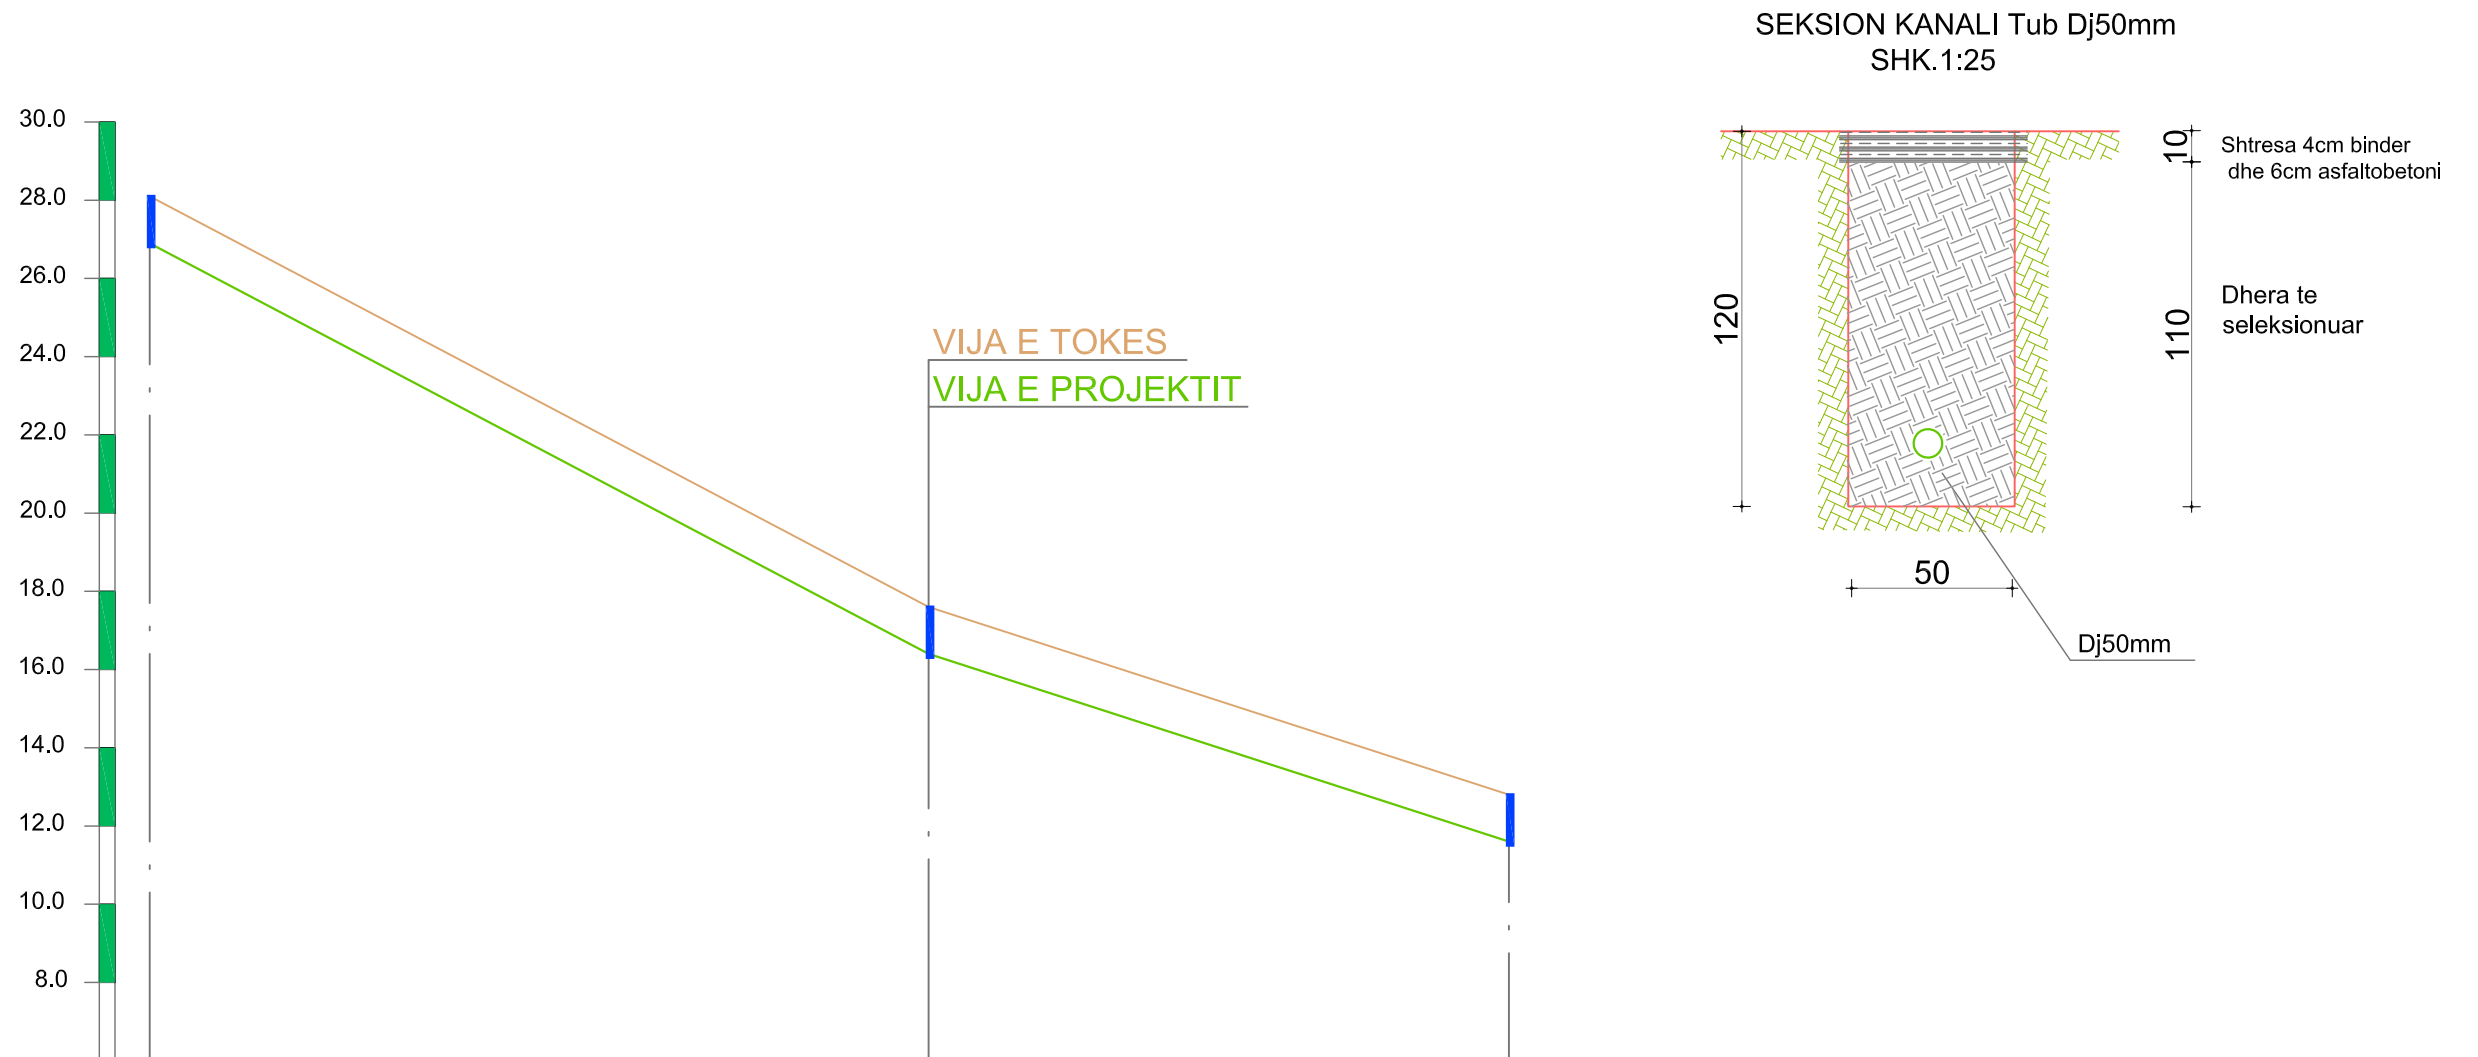 SEKSION KANALI Tub Dj50mm
SHK.1:25
30.0
28.0
26.0
24.0
22.0
20.0
18.0
16.0
14.0
12.0
10.0
8.0
VIJA E TOKES
VIJA E PROJEKTIT
120
10
110
50
Shtresa 4cm binder
dhe 6cm asfaltobetoni
Dhera te
seleksionuar
Dj50mm